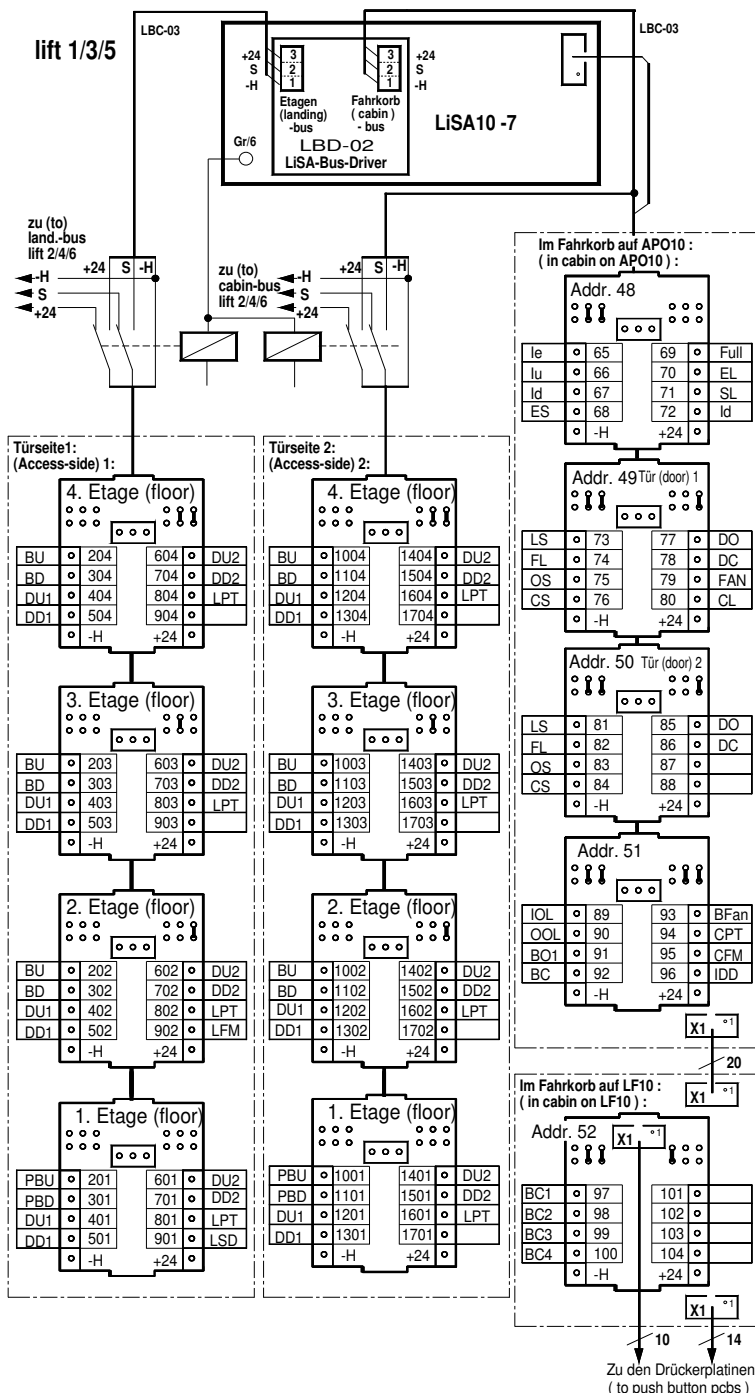 lift 1/3/5
LBC-03
LBC-03
+24
S
-H
3
2
1
3
2
1
+24
S
-H
Etagen
(landing)
-bus
Fahrkorb
( cabin )
- bus
LiSA10 -7
LBD-02
LiSA-Bus-Driver
Gr/6
zu (to)
land.-bus
lift 2/4/6
-H
S
+24
+24 S -H
zu (to)
cabin-bus
lift 2/4/6
-H
S
+24
+24 S -H
Türseite1:
(Access-side) 1:
4. Etage (floor)
BU 204 604 DU2
BD 304 704 DD2
DU1 404 804 LPT
DD1 504 904
-H +24
3. Etage (floor)
BU 203 603 DU2
BD 303 703 DD2
DU1 403 803 LPT
DD1 503 903
-H +24
2. Etage (floor)
BU 202 602 DU2
BD 302 702 DD2
DU1 402 802 LPT
DD1 502 902 LFM
-H +24
1. Etage (floor)
PBU 201 601 DU2
PBD 301 701 DD2
DU1 401 801 LPT
DD1 501 901 LSD
-H +24
Türseite 2:
(Access-side) 2:
4. Etage (floor)
BU 1004 1404 DU2
BD 1104 1504 DD2
DU1 1204 1604 LPT
DD1 1304 1704
-H +24
3. Etage (floor)
BU 1003 1403 DU2
BD 1103 1503 DD2
DU1 1203 1603 LPT
DD1 1303 1703
-H +24
2. Etage (floor)
BU 1002 1402 DU2
BD 1102 1502 DD2
DU1 1202 1602 LPT
DD1 1302 1702
-H +24
1. Etage (floor)
PBU 1001 1401 DU2
PBD 1101 1501 DD2
DU1 1201 1601 LPT
DD1 1301 1701
-H +24
Im Fahrkorb auf APO10 :
( in cabin on APO10 ) :
Addr. 48
Ie 65 69 Full
Iu 66 70 EL
Id 67 71 SL
ES 68 72 Id
-H +24
Addr. 49 Tür (door) 1
LS 73 77 DO
FL 74 78 DC
OS 75 79 FAN
CS 76 80 CL
-H +24
Addr. 50 Tür (door) 2
LS 81 85 DO
FL 82 86 DC
OS 83 87
CS 84 88
-H +24
Addr. 51
IOL 89 93 BFan
OOL 90 94 CPT
BO1 91 95 CFM
BC 92 96 IDD
-H +24
X1 °1
20
X1 °1
Im Fahrkorb auf LF10 :
( in cabin on LF10 ) :
Addr. 52
X1 °1
BC1 97 101
BC2 98 102
BC3 99 103
BC4 100 104
-H +24
X1 °1
10
14
Zu den Drückerplatinen
( to push button pcbs )